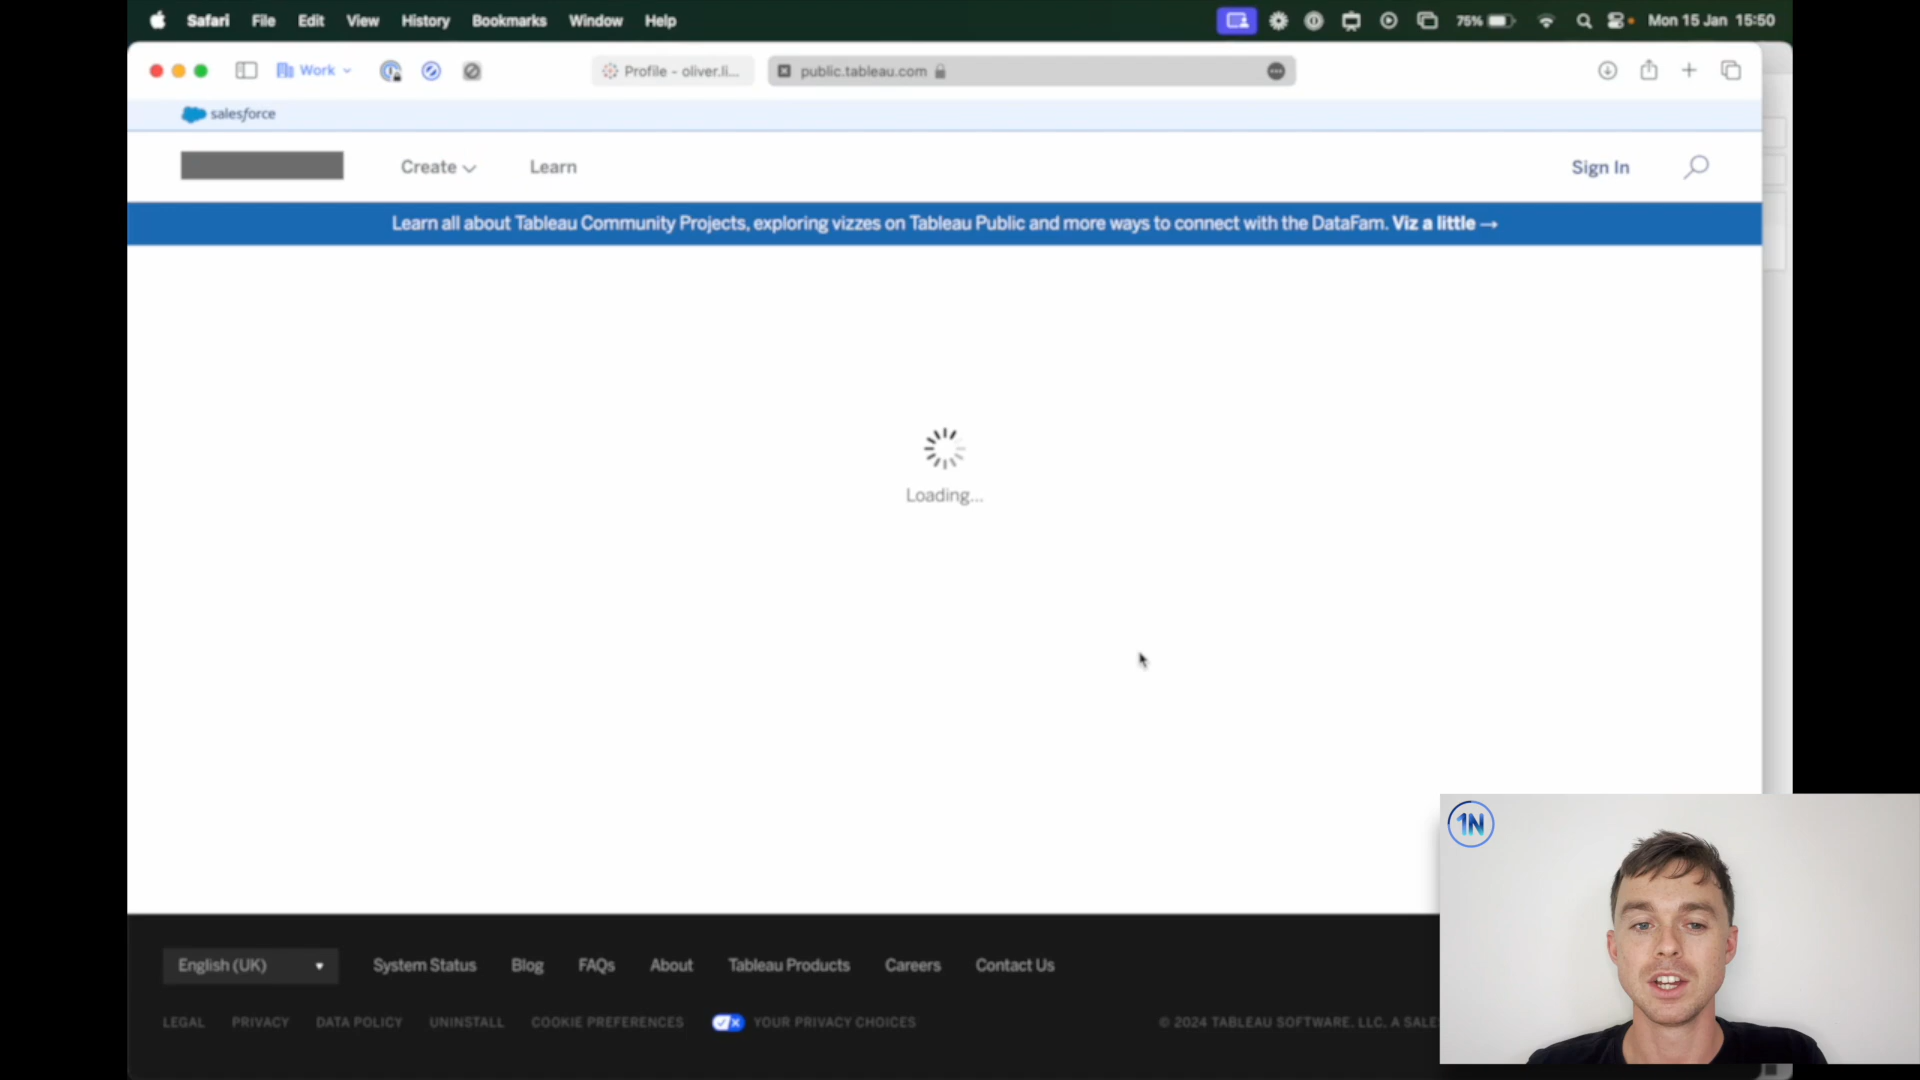 Safari File Edit View History Bookmarks Window Help 75% Mon 15 Jan 15:50
Work Profile - oliver.li... public.tableau.com
salesforce
Create Learn Sign In
Learn all about Tableau Community Projects, exploring vizzes on Tableau Public and more ways to connect with the DataFam. Viz a little →
Loading...
1N
English (UK) System Status Blog FAQs About Tableau Products Careers Contact Us
LEGAL PRIVACY DATA POLICY UNINSTALL COOKIE PREFERENCES YOUR PRIVACY CHOICES © 2024 TABLEAU SOFTWARE, LLC, A SALE